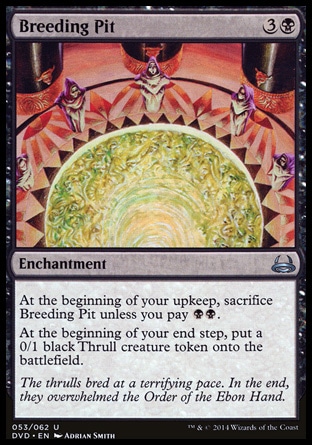 Breeding Pit 3
Enchantment
At the beginning of your upkeep, sacrifice
Breeding Pit unless you pay .
At the beginning of your end step, put a
0/1 black Thrull creature token onto the
battlefield.
The thrulls bred at a terrifying pace. In the end,
they overwhelmed the Order of the Ebon Hand.
053/062 U
DVD • EN Adrian Smith
™ & © 2014 Wizards of the Coast